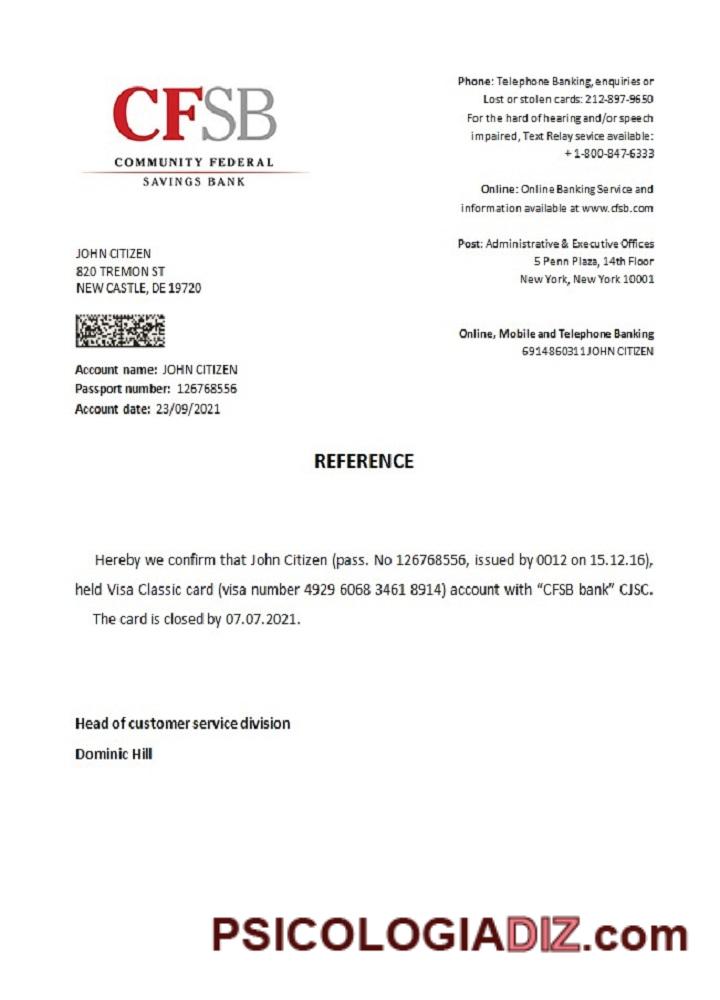 CFSB
COMMUNITY FEDERAL
SAVINGS BANK
Phone: Telephone Banking, enquiries or
Lost or stolen cards: 212-897-9650
For the hard of hearing and/or speech
impaired, Text Relay sevice available:
+ 1-800-847-6333
Online: Online Banking Service and
information available at www.cfsb.com
Post: Administrative & Executive Offices
5 Penn Plaza, 14th Floor
New York, New York 10001
Online, Mobile and Telephone Banking
6914860311JOHN CITIZEN
JOHN CITIZEN
820 TREMON ST
NEW CASTLE, DE 19720
Account name: JOHN CITIZEN
Passport number: 126768556
Account date: 23/09/2021
REFERENCE
Hereby we confirm that John Citizen (pass. No 126768556, issued by 0012 on 15.12.16),
held Visa Classic card (visa number 4929 6068 3461 8914) account with “CFSB bank” CJSC.
The card is closed by 07.07.2021.
Head of customer service division
Dominic Hill
PSICOLOGIADIZ.com